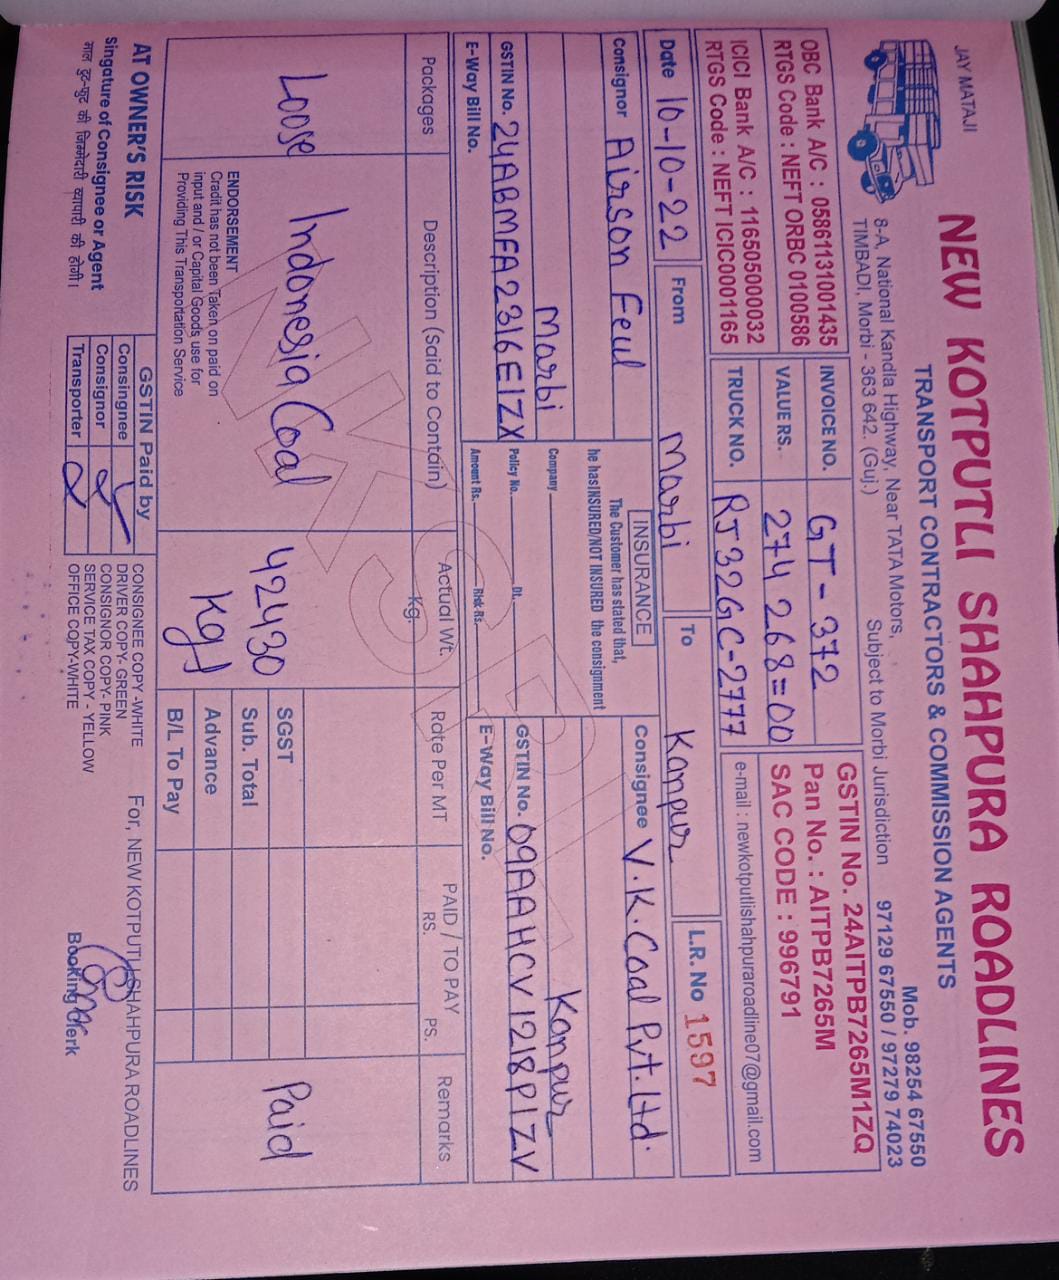 JAY MATAJI
NEW KOTPUTLI SHAHPURA ROADLINES
TRANSPORT CONTRACTORS & COMMISSION AGENTS
Mob. 98254 67550
8-A, National Kandla Highway, Near TATA Motors,
TIMBADI, Morbi - 363 642. (Guj.)
Subject to Morbi Jurisdiction
97129 67550 / 97279 74023
OBC Bank A/C : 05861131001435
RTGS Code : NEFT ORBC 0100586
ICICI Bank A/C : 116505000032
RTGS Code : NEFT ICIC0001165
INVOICE NO. GT - 372
VALUE RS. 274268=00
TRUCK NO. RJ32GC-2777
GSTIN No. 24AITPB7265M1ZQ
Pan No. : AITPB7265M
SAC CODE : 996791
e-mail : newkotputlishahpuraroadline07@gmail.com
Date 10-10-22 From Marbi To Kanpur L.R. No 1597
Consignor Airson Feul
Marbi
GSTIN No. 24ABMFA2316E1ZX
E-Way Bill No.
INSURANCE
The Customer has stated that,
he hasINSURED/NOT INSURED the consignment
Company
Policy No. Dt.
Amount Rs. Risk Rs.
Consignee V.K. Coal Pvt. Ltd.
Kanpur
GSTIN No. 09AAHCV1218P1ZV
E-Way Bill No.
Packages Description (Said to Contain) Actual Wt. Kg. Rate Per MT PAID / TO PAY RS. PS. Remarks
Loose Indonesia Coal 42430 Kgs Paid
SGST
Sub. Total
Advance
B/L To Pay
ENDORSEMENT
Cradit has not been Taken on paid on
input and / or Capital Goods use for
Providing This Transportation Service
AT OWNER'S RISK
Singature of Consignee or Agent
माल टुट-फुट की जिम्मेदारी व्यापारी की होगी।
GSTIN Paid by
Consingnee
Consignor
Transporter
CONSIGNEE COPY -WHITE
DRIVER COPY- GREEN
CONSIGNOR COPY- PINK
SERVICE TAX COPY - YELLOW
OFFICE COPY-WHITE
For, NEW KOTPUTLI SHAHPURA ROADLINES
Booking Clerk